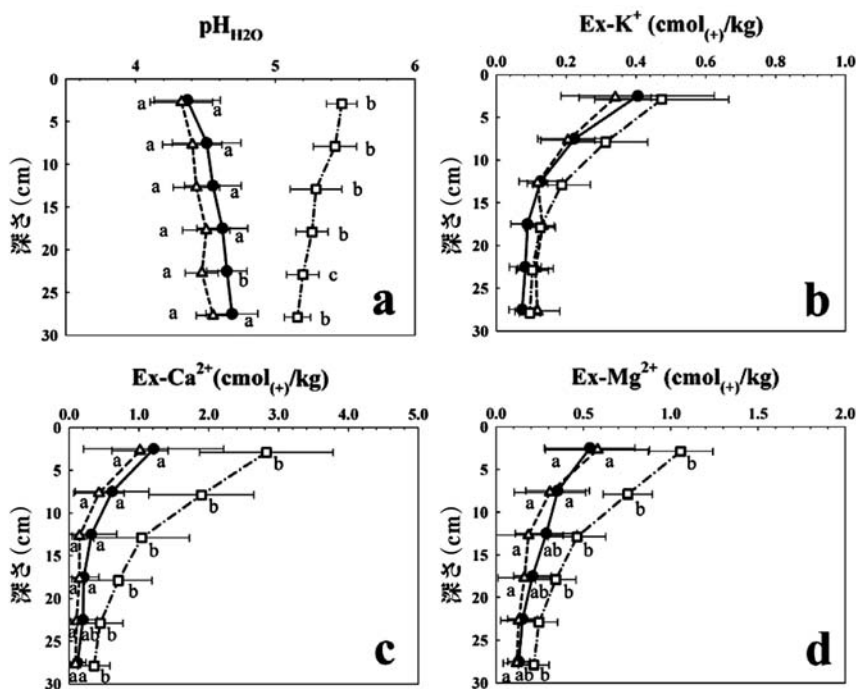 pH_H2O
4 5 6
0
5
10
15
20
25
30
深さ(cm)
a a b
a a b
a a b
a a b
a b c
a a b
a
Ex-K⁺ (cmol₍₊₎/kg)
0.0 0.2 0.4 0.6 0.8 1.0
0
5
10
15
20
25
30
深さ(cm)
b
Ex-Ca²⁺(cmol₍₊₎/kg)
0.0 1.0 2.0 3.0 4.0 5.0
0
5
10
15
20
25
30
深さ(cm)
a a b
a a b
a a b
a a b
a ab b
a a b
c
Ex-Mg²⁺ (cmol₍₊₎/kg)
0.0 0.5 1.0 1.5 2.0
0
5
10
15
20
25
30
深さ(cm)
a a b
a a b
a ab b
a ab b
a ab b
d